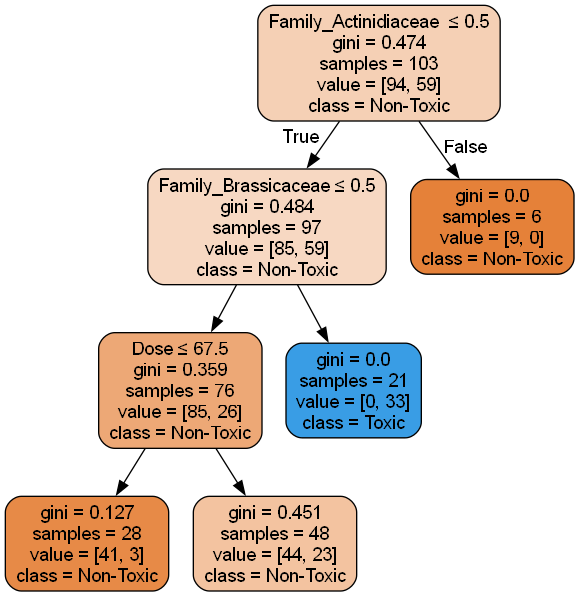 Family_Actinidiaceae ≤ 0.5
gini = 0.474
samples = 103
value = [94, 59]
class = Non-Toxic
True
False
Family_Brassicaceae ≤ 0.5
gini = 0.484
samples = 97
value = [85, 59]
class = Non-Toxic
gini = 0.0
samples = 6
value = [9, 0]
class = Non-Toxic
Dose ≤ 67.5
gini = 0.359
samples = 76
value = [85, 26]
class = Non-Toxic
gini = 0.0
samples = 21
value = [0, 33]
class = Toxic
gini = 0.127
samples = 28
value = [41, 3]
class = Non-Toxic
gini = 0.451
samples = 48
value = [44, 23]
class = Non-Toxic